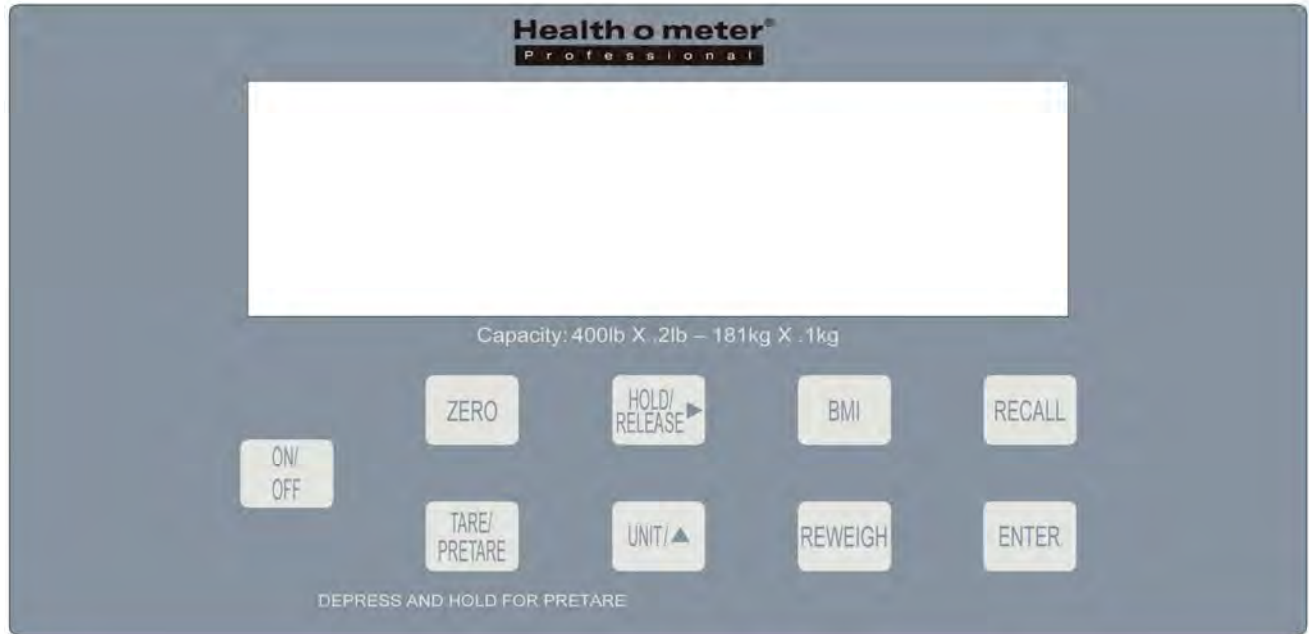 Health o meter®
Professional
Capacity: 400lb X .2lb – 181kg X .1kg
ZERO
HOLD/
RELEASE ▶
BMI
RECALL
ON/
OFF
TARE/
PRETARE
UNIT/▲
REWEIGH
ENTER
DEPRESS AND HOLD FOR PRETARE